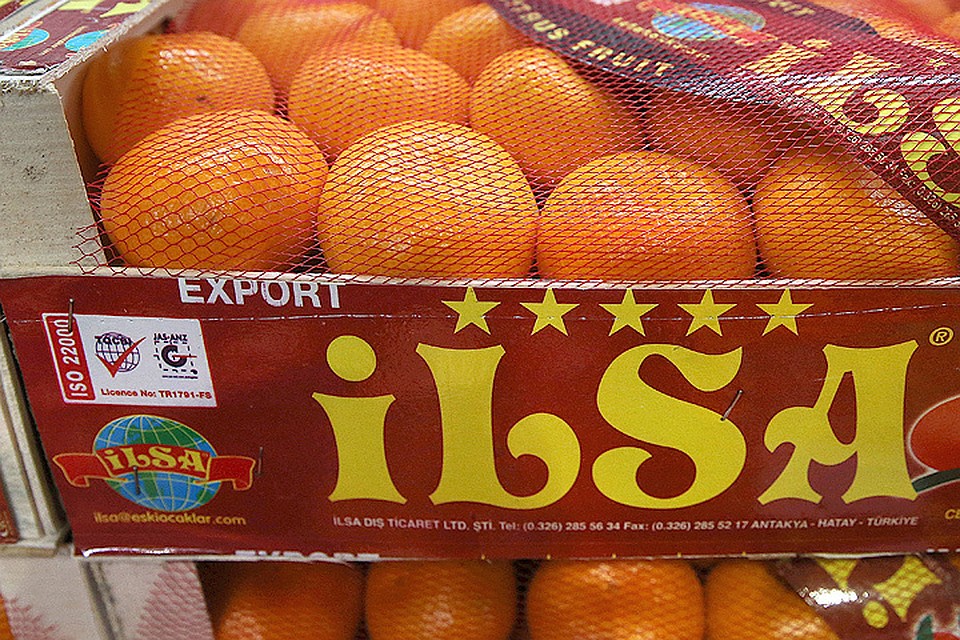 CITRUS FRUIT
EXPORT
ISO 22000
JAS-ANZ
Licence No: TR1791-FS
iLSA
®
iLSA
ilsa@eskiocaklar.com
İLSA DIŞ TİCARET LTD. ŞTİ. Tel: (0.326) 285 56 34 Fax: (0.326) 285 52 17 ANTAKYA - HATAY - TÜRKİYE
EXPORT